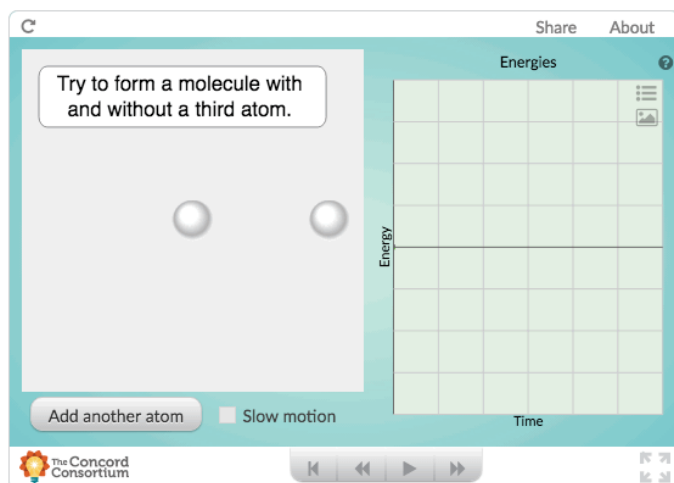 Share About
Try to form a molecule with
and without a third atom.
Energies
Energy
Time
Add another atom
Slow motion
The Concord
Consortium